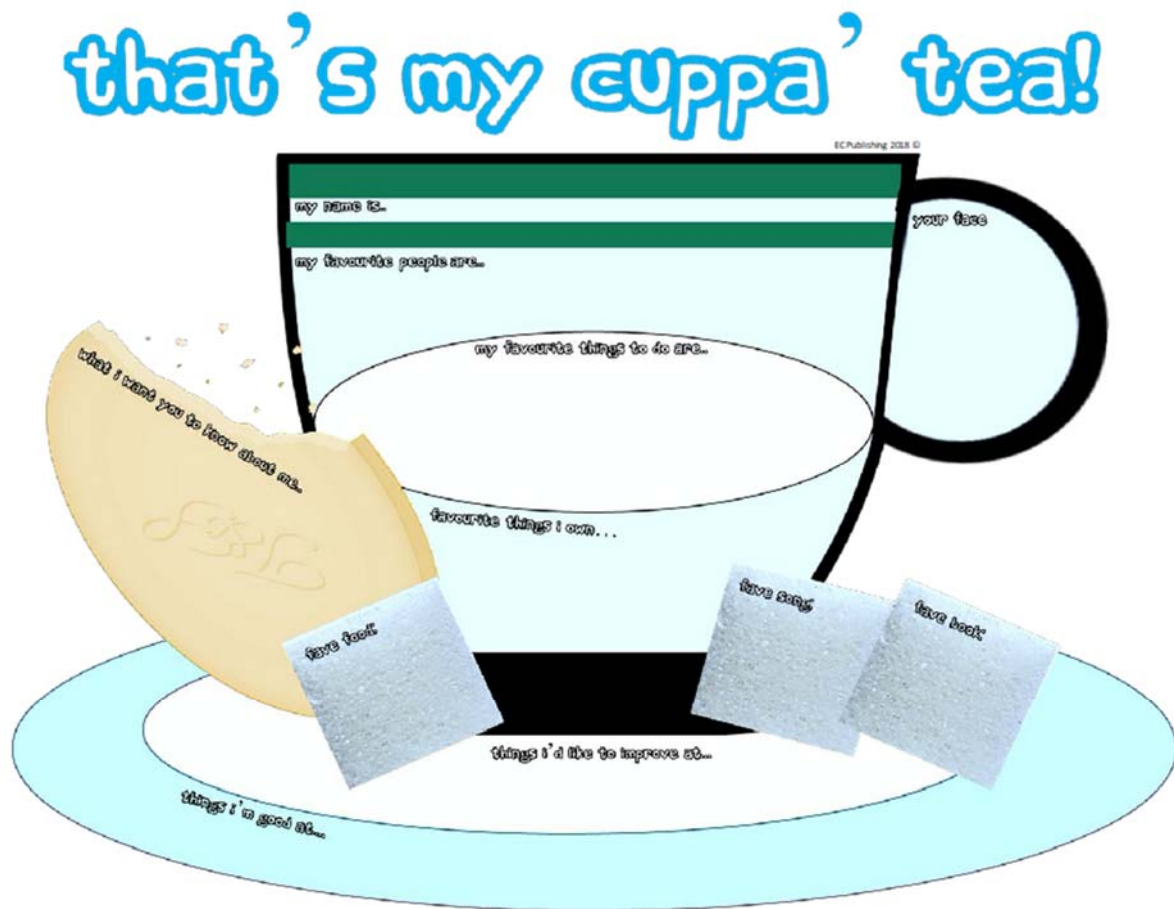 that's my cuppa' tea!
EC Publishing 2018 ©
my name is..
your face
my favourite people are..
my favourite things to do are..
what i want you to know about me..
favourite things i own...
fave food:
fave song:
fave book:
things i'd like to improve at...
things i'm good at...